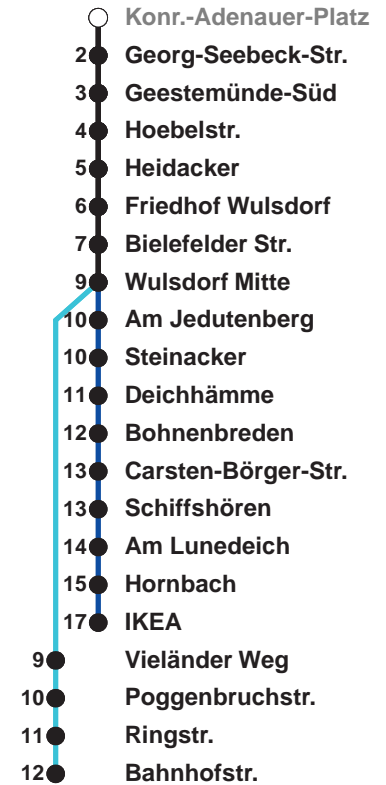 Konr.-Adenauer-Platz
2 Georg-Seebeck-Str.
3 Geestemünde-Süd
4 Hoebelstr.
5 Heidacker
6 Friedhof Wulsdorf
7 Bielefelder Str.
9 Wulsdorf Mitte
10 Am Jedutenberg
10 Steinacker
11 Deichhämme
12 Bohnenbreden
13 Carsten-Börger-Str.
13 Schiffshören
14 Am Lunedeich
15 Hornbach
17 IKEA
9 Vieländer Weg
10 Poggenbruchstr.
11 Ringstr.
12 Bahnhofstr.